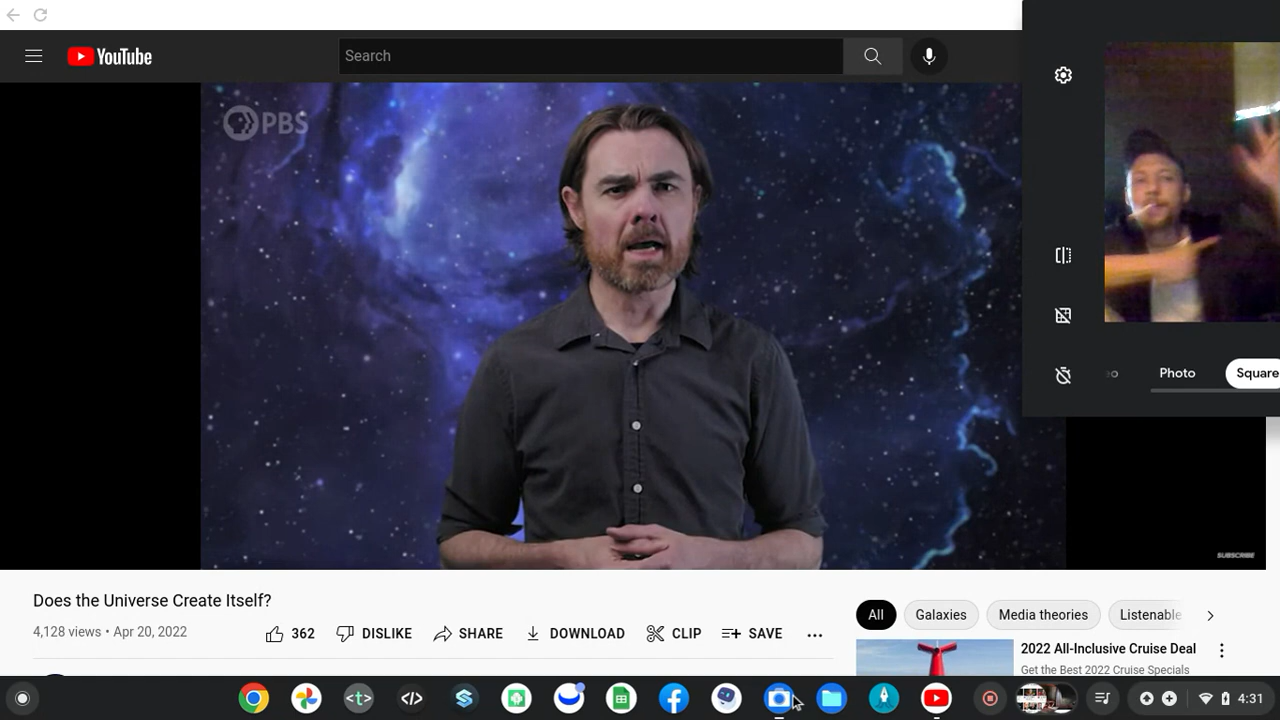 YouTube
Search
PBS
Photo
Square
SUBSCRIBE
Does the Universe Create Itself?
4,128 views • Apr 20, 2022
362
DISLIKE
SHARE
DOWNLOAD
CLIP
SAVE
All
Galaxies
Media theories
Listenable
2022 All-Inclusive Cruise Deal
Get the Best 2022 Cruise Specials
<t>
</>
4:31